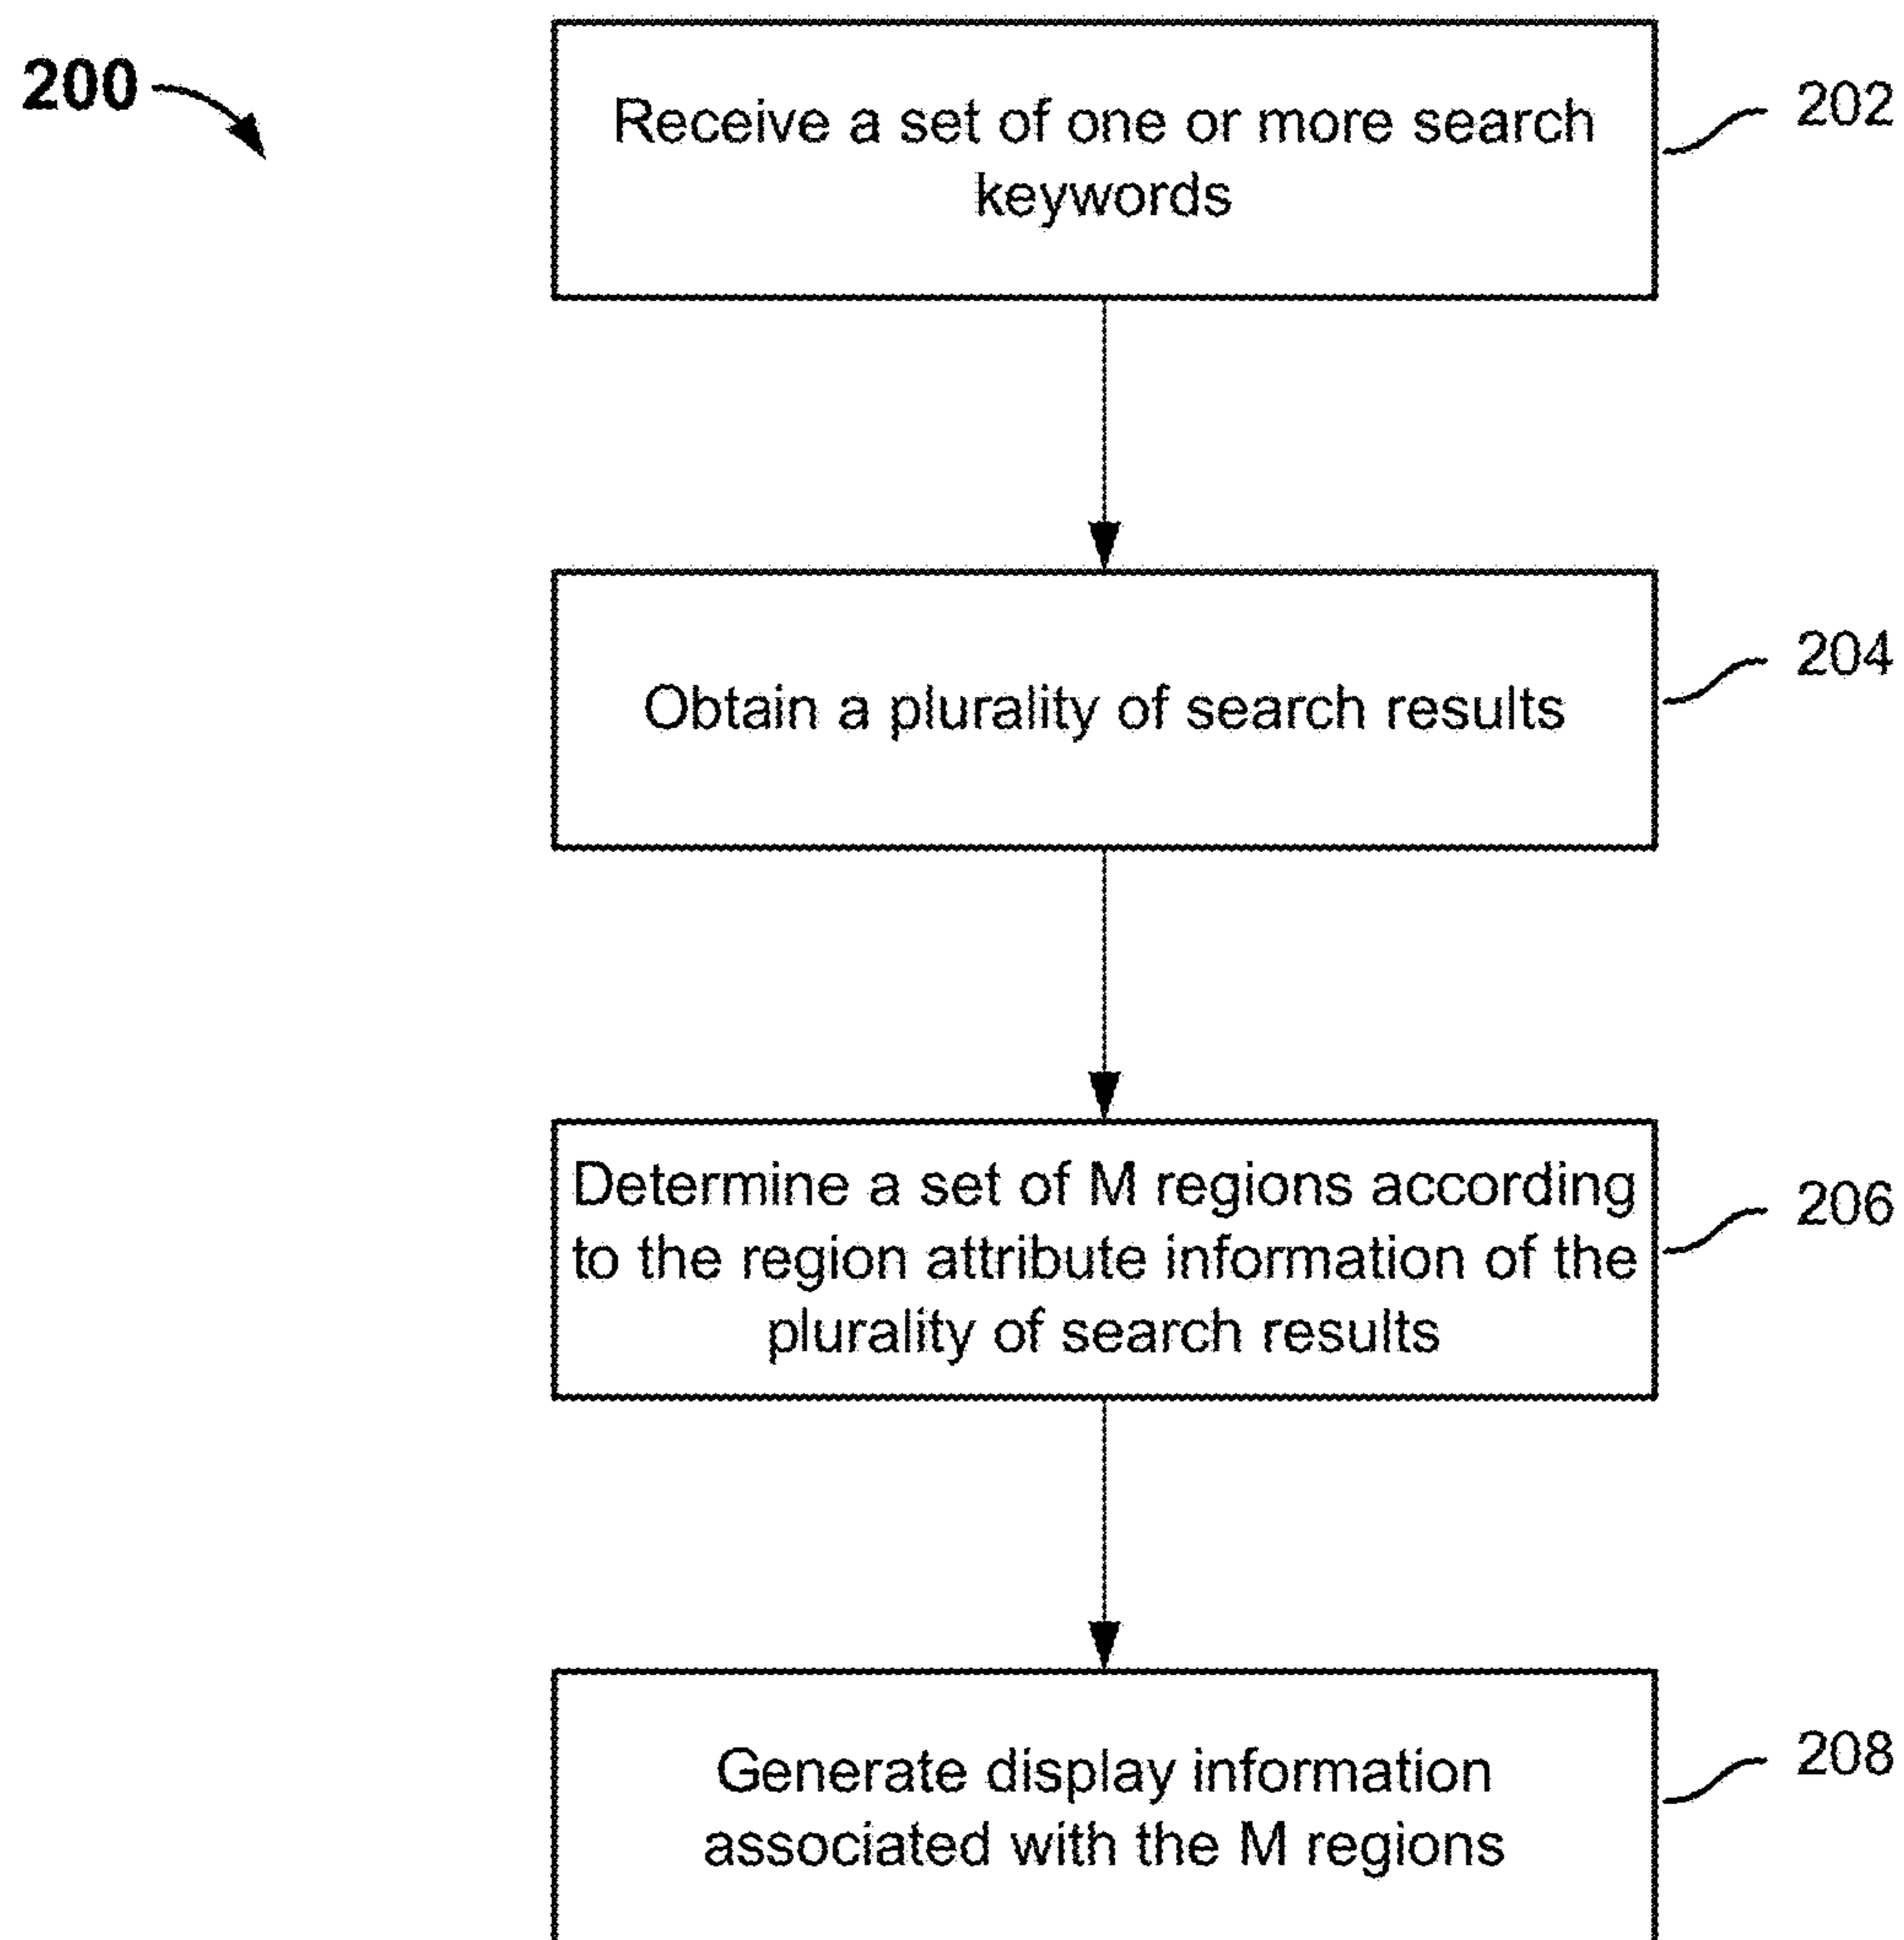 200
Receive a set of one or more search
keywords
202
Obtain a plurality of search results
204
Determine a set of M regions according
to the region attribute information of the
plurality of search results
206
Generate display information
associated with the M regions
208